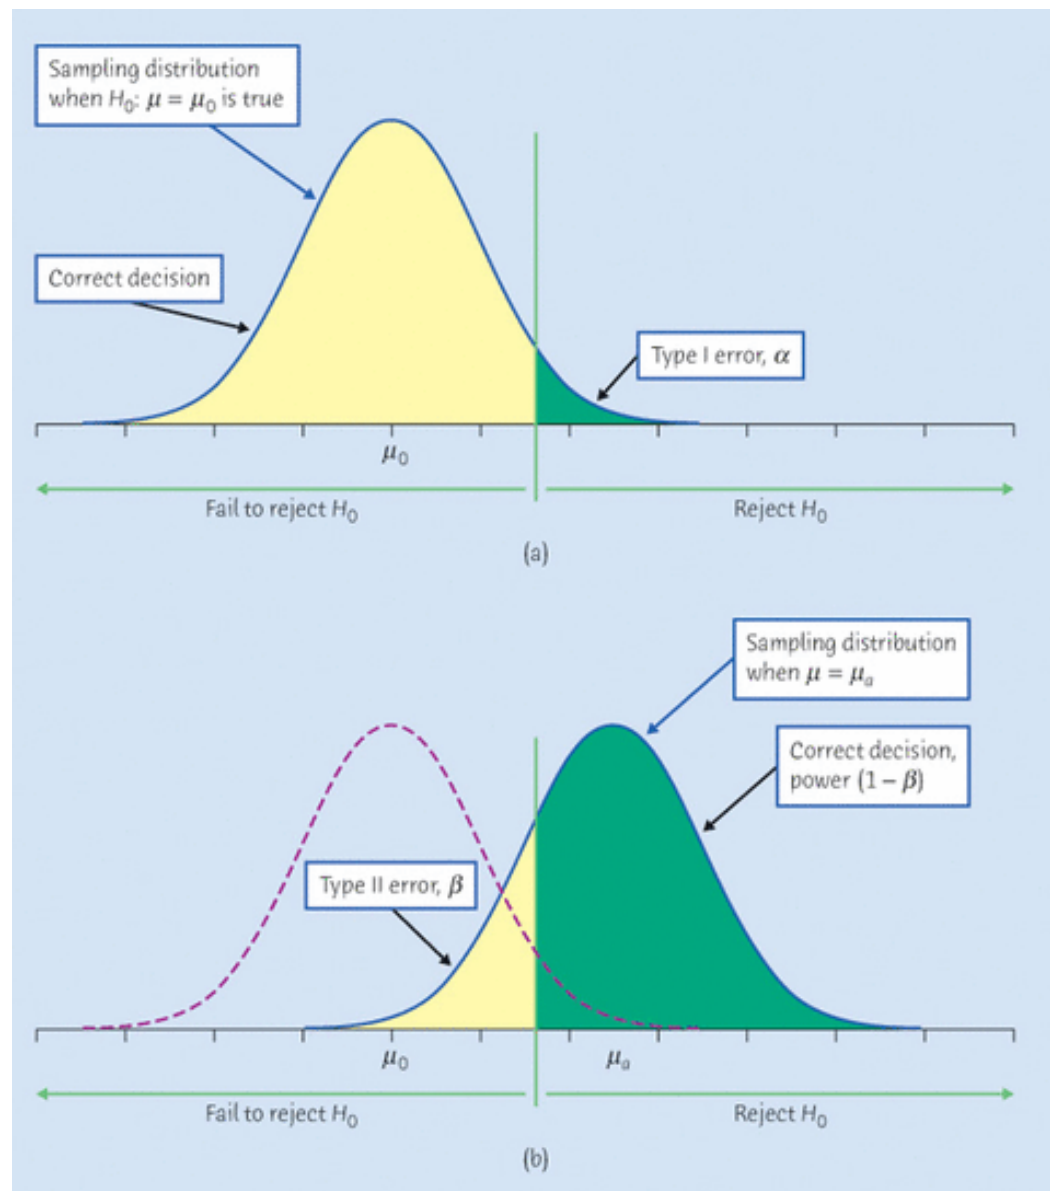 Sampling distribution
when H₀: μ = μ₀ is true
Correct decision
Type I error, α
μ₀
Fail to reject H₀
Reject H₀
(a)
Sampling distribution
when μ = μₐ
Correct decision,
power (1 – β)
Type II error, β
μ₀
μₐ
Fail to reject H₀
Reject H₀
(b)